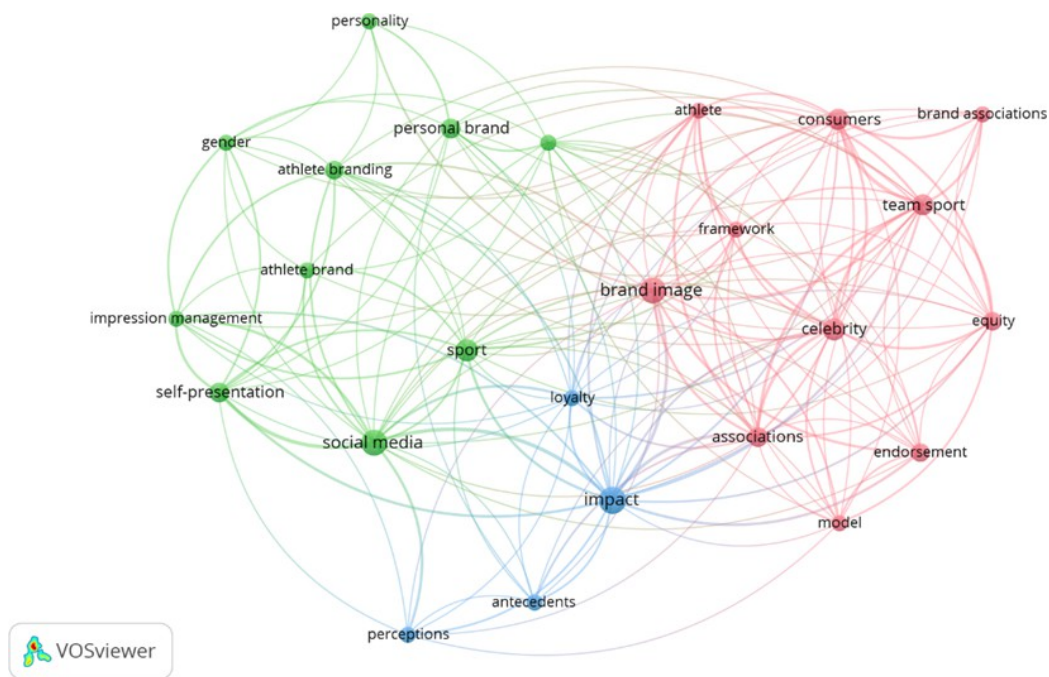 personality
athlete
consumers
brand associations
personal brand
gender
athlete branding
team sport
framework
athlete brand
brand image
impression management
celebrity
equity
sport
self-presentation
loyalty
social media
associations
endorsement
impact
model
antecedents
perceptions
VOSviewer